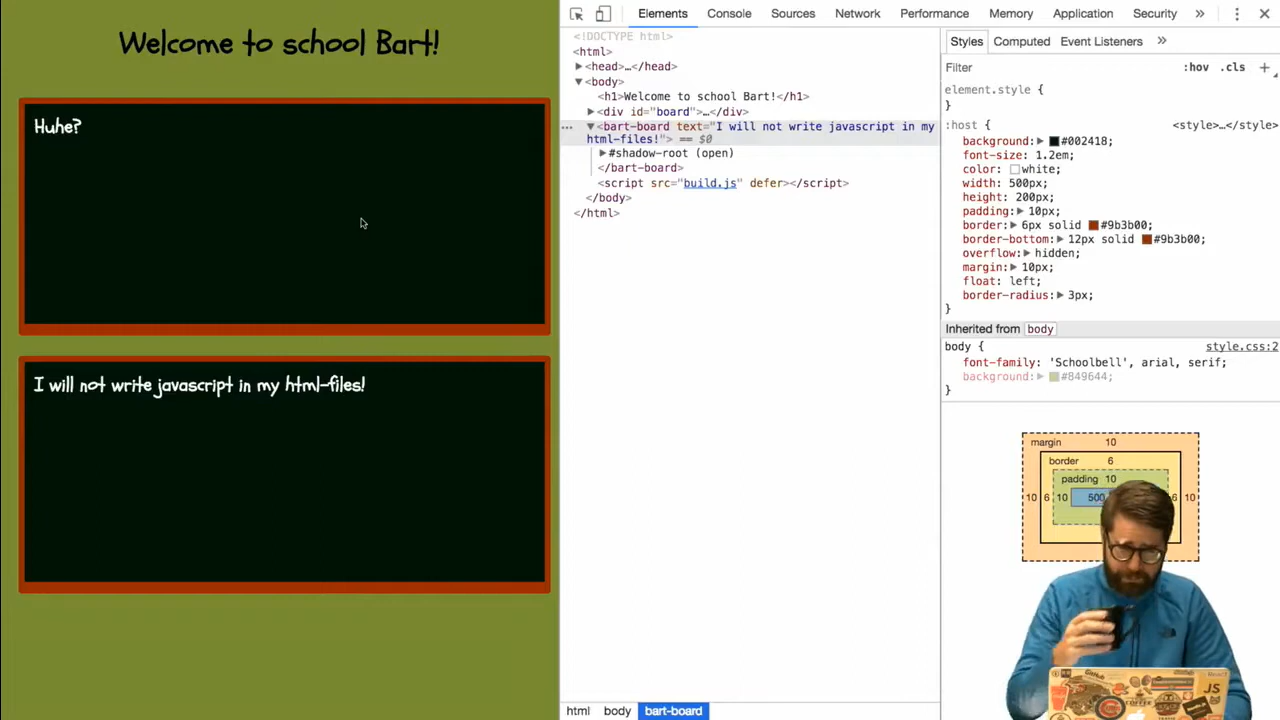 Welcome to school Bart!
Huhe?
I will not write javascript in my html-files!
Elements Console Sources Network Performance Memory Application Security »
<!DOCTYPE html>
<html>
▶<head>…</head>
▼<body>
<h1>Welcome to school Bart!</h1>
▶<div id="board">…</div>
▼<bart-board text="I will not write javascript in my
html-files!"> == $0
▶#shadow-root (open)
</bart-board>
<script src="build.js" defer></script>
</body>
</html>
html body bart-board
Styles Computed Event Listeners »
Filter :hov .cls +
element.style {
}
:host { <style>…</style>
background:▶ #002418;
font-size: 1.2em;
color: white;
width: 500px;
height: 200px;
padding:▶ 10px;
border:▶ 6px solid #9b3b00;
border-bottom:▶ 12px solid #9b3b00;
overflow:▶ hidden;
margin:▶ 10px;
float: left;
border-radius:▶ 3px;
}
Inherited from body
body { style.css:2
font-family: 'Schoolbell', arial, serif;
background:▶ #849644;
}
margin 10
border 6
padding 10
10 6 10 500 6 10
GitHub
JS